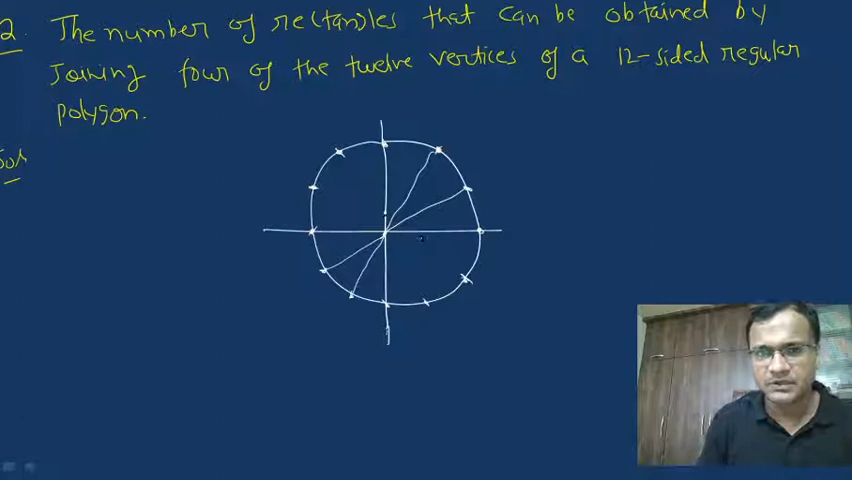 2. The number of rectangles that can be obtained by
Joining four of the twelve vertices of a 12-sided regular
polygon.
Sol